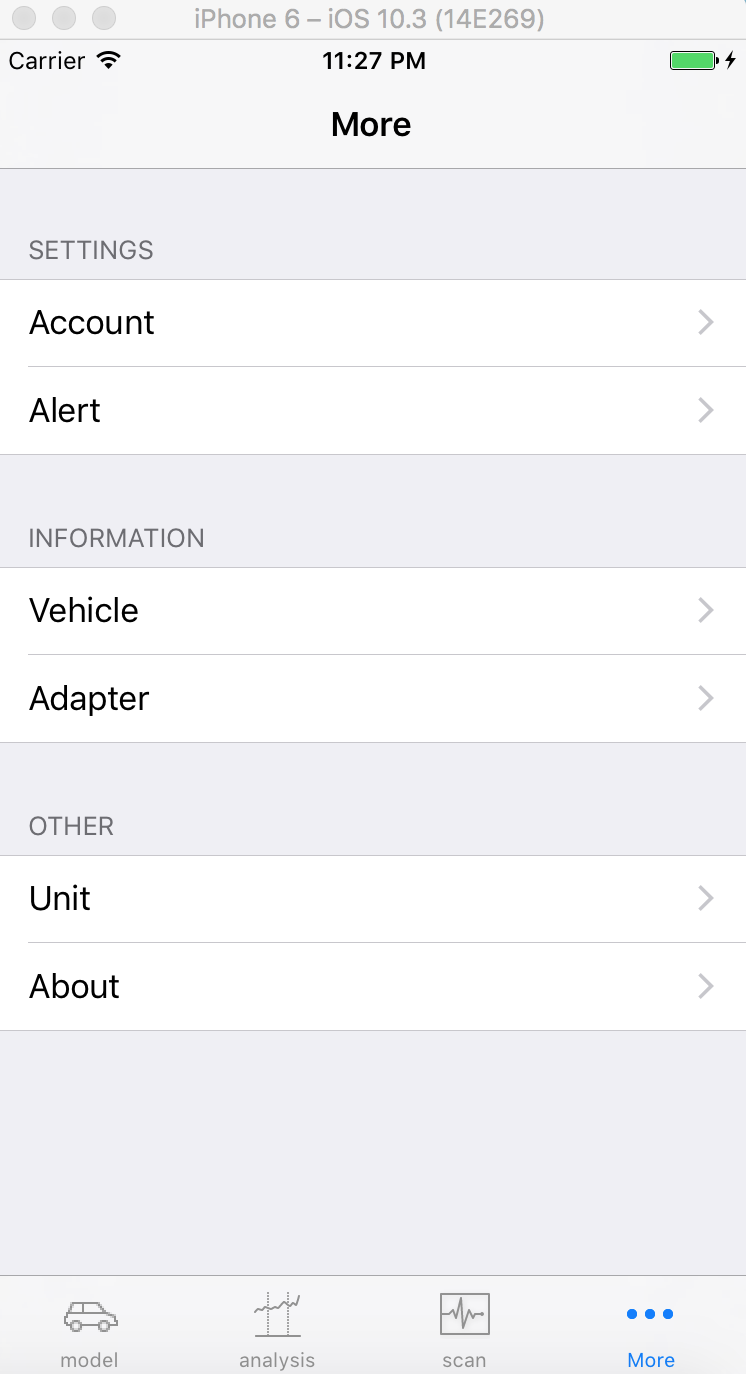 iPhone 6 – iOS 10.3 (14E269)
Carrier 11:27 PM
More
SETTINGS
Account
Alert
INFORMATION
Vehicle
Adapter
OTHER
Unit
About
model analysis scan More